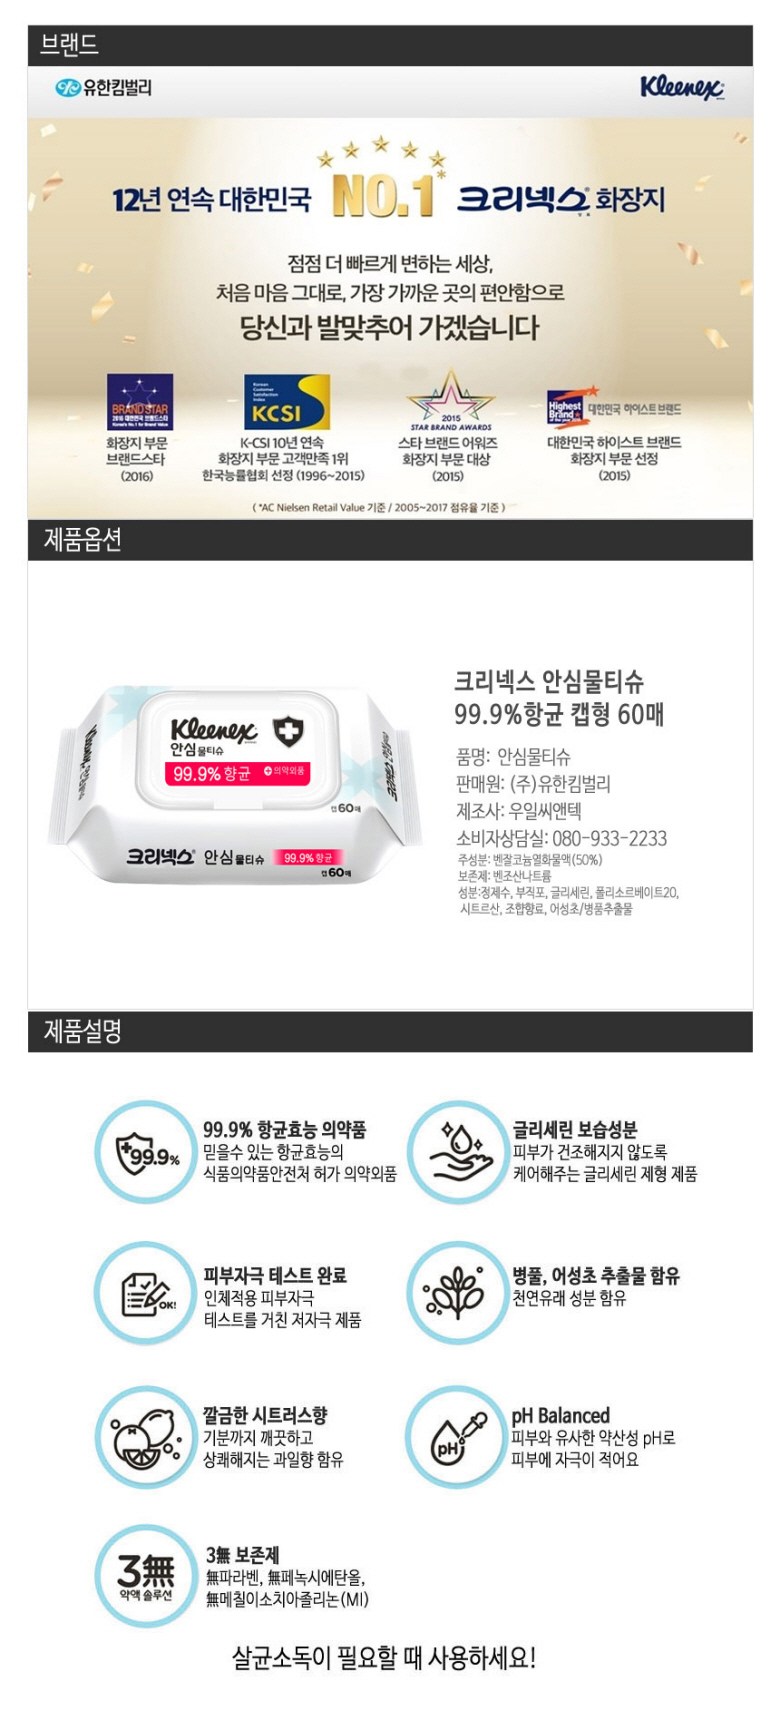 브랜드
유한킴벌리
Kleenex
12년 연속 대한민국 NO.1* 크리넥스 화장지
점점 더 빠르게 변하는 세상,
처음 마음 그대로, 가장 가까운 곳의 편안함으로
당신과 발맞추어 가겠습니다
BRAND STAR
KCSI
2015
STAR BRAND AWARDS
Highest Brand
대한민국 하이스트 브랜드
화장지 부문
브랜드스타
(2016)
K-CSI 10년 연속
화장지 부문 고객만족 1위
한국능률협회 선정 (1996~2015)
스타 브랜드 어워즈
화장지 부문 대상
(2015)
대한민국 하이스트 브랜드
화장지 부문 선정
(2015)
( *AC Nielsen Retail Value 기준 / 2005~2017 점유율 기준 )
제품옵션
Kleenex
안심물티슈
99.9% 항균 의약외품
캡60매
크리넥스 안심물티슈 99.9% 항균
캡60매
크리넥스 안심물티슈
99.9%항균 캡형 60매
품명: 안심물티슈
판매원: (주)유한킴벌리
제조사: 우일씨앤텍
소비자상담실: 080-933-2233
주성분: 벤잘코늄염화물액(50%)
보존제: 벤조산나트륨
성분:정제수, 부직포, 글리세린, 폴리소르베이트20,
시트르산, 조합향료, 어성초/병풀추출물
제품설명
99.9%
99.9% 항균효능 의약품
믿을수 있는 항균효능의
식품의약품안전처 허가 의약외품
글리세린 보습성분
피부가 건조해지지 않도록
케어해주는 글리세린 제형 제품
OK!
피부자극 테스트 완료
인체적용 피부자극
테스트를 거친 저자극 제품
병풀, 어성초 추출물 함유
천연유래 성분 함유
깔끔한 시트러스향
기분까지 깨끗하고
상쾌해지는 과일향 함유
pH
pH Balanced
피부와 유사한 약산성 pH로
피부에 자극이 적어요
3無
약액 솔루션
3無 보존제
無파라벤, 無페녹시에탄올,
無메칠이소치아졸리논(MI)
살균소독이 필요할 때 사용하세요!